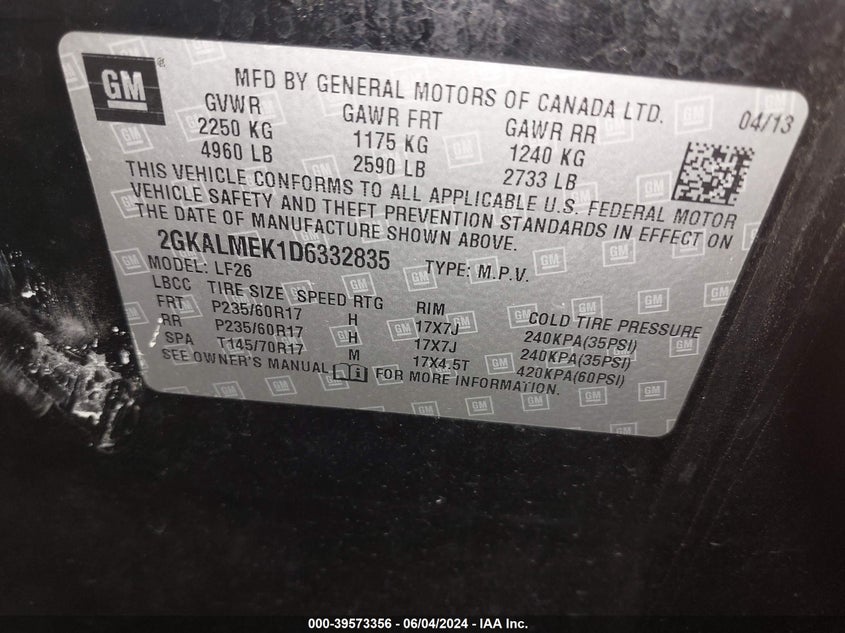 GM
MFD BY GENERAL MOTORS OF CANADA LTD. 04/13
GVWR GAWR FRT GAWR RR
2250 KG 1175 KG 1240 KG
4960 LB 2590 LB 2733 LB
THIS VEHICLE CONFORMS TO ALL APPLICABLE U.S. FEDERAL MOTOR
VEHICLE SAFETY AND THEFT PREVENTION STANDARDS IN EFFECT ON
THE DATE OF MANUFACTURE SHOWN ABOVE.
2GKALMEK1D6332835 TYPE: M.P.V.
MODEL: LF26
LBCC TIRE SIZE SPEED RTG RIM COLD TIRE PRESSURE
FRT P235/60R17 H 17X7J 240KPA(35PSI)
RR P235/60R17 H 17X7J 240KPA(35PSI)
SPA T145/70R17 M 17X4.5T 420KPA(60PSI)
SEE OWNER'S MANUAL FOR MORE INFORMATION.
000-39573356 - 06/04/2024 - IAA Inc.